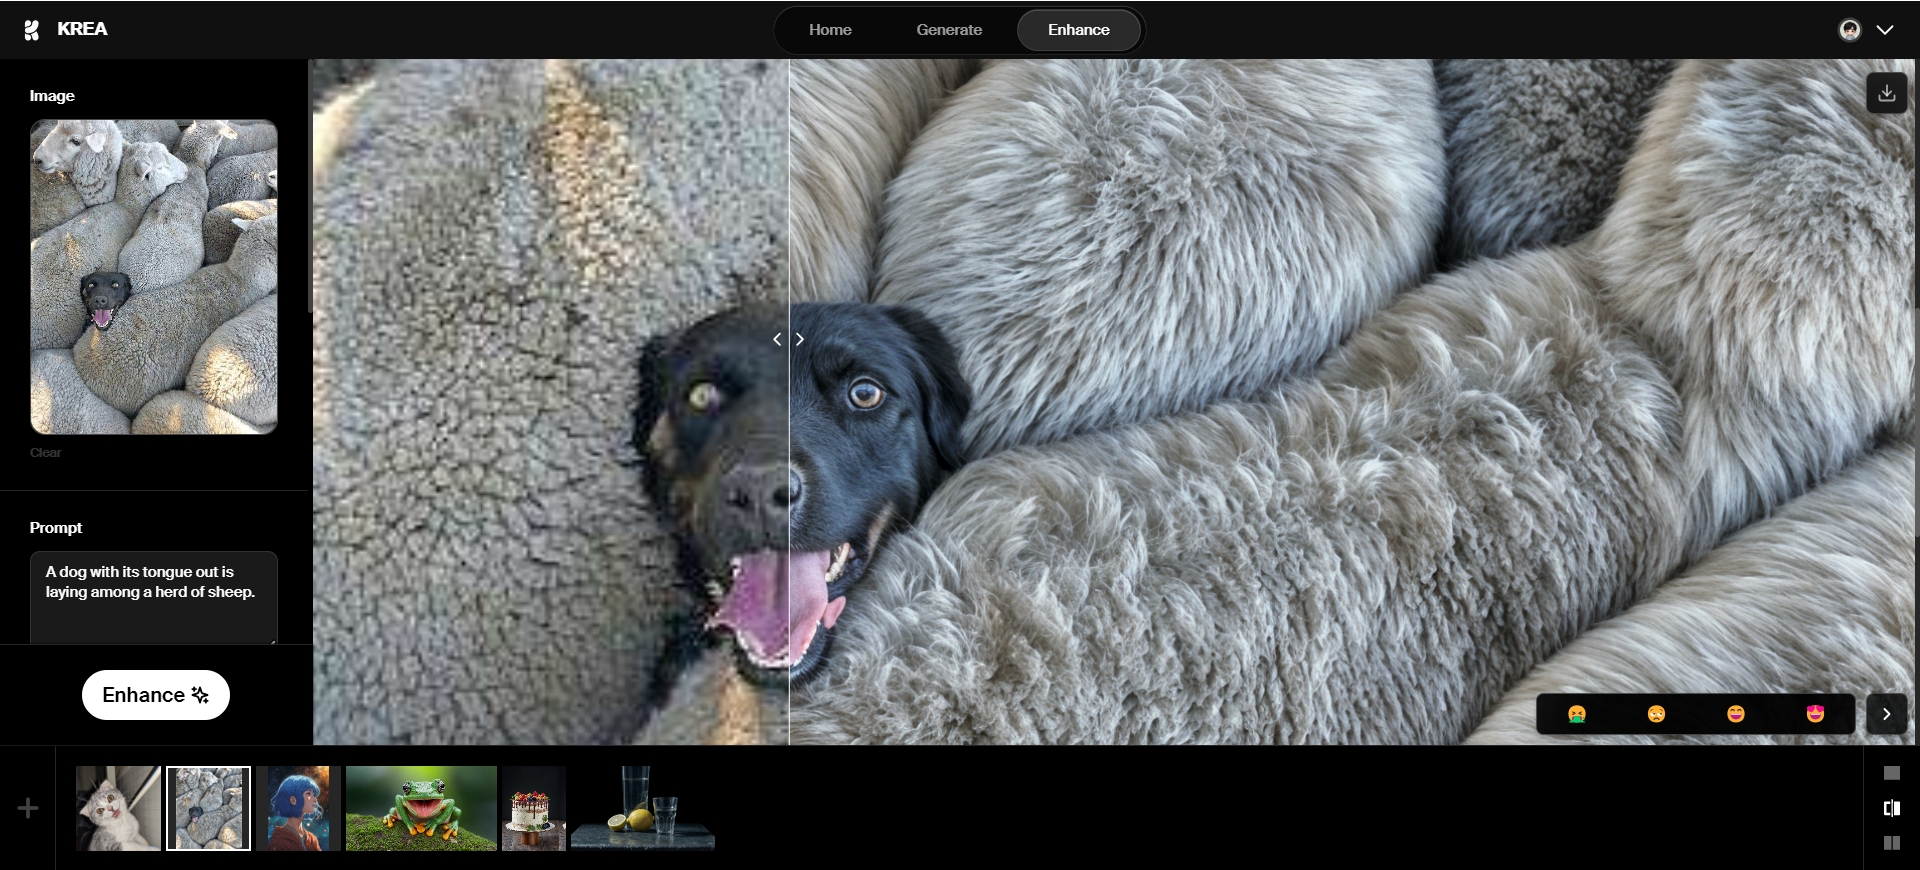 KREA
Home
Generate
Enhance
Image
Clear
Prompt
A dog with its tongue out is
laying among a herd of sheep.
Enhance